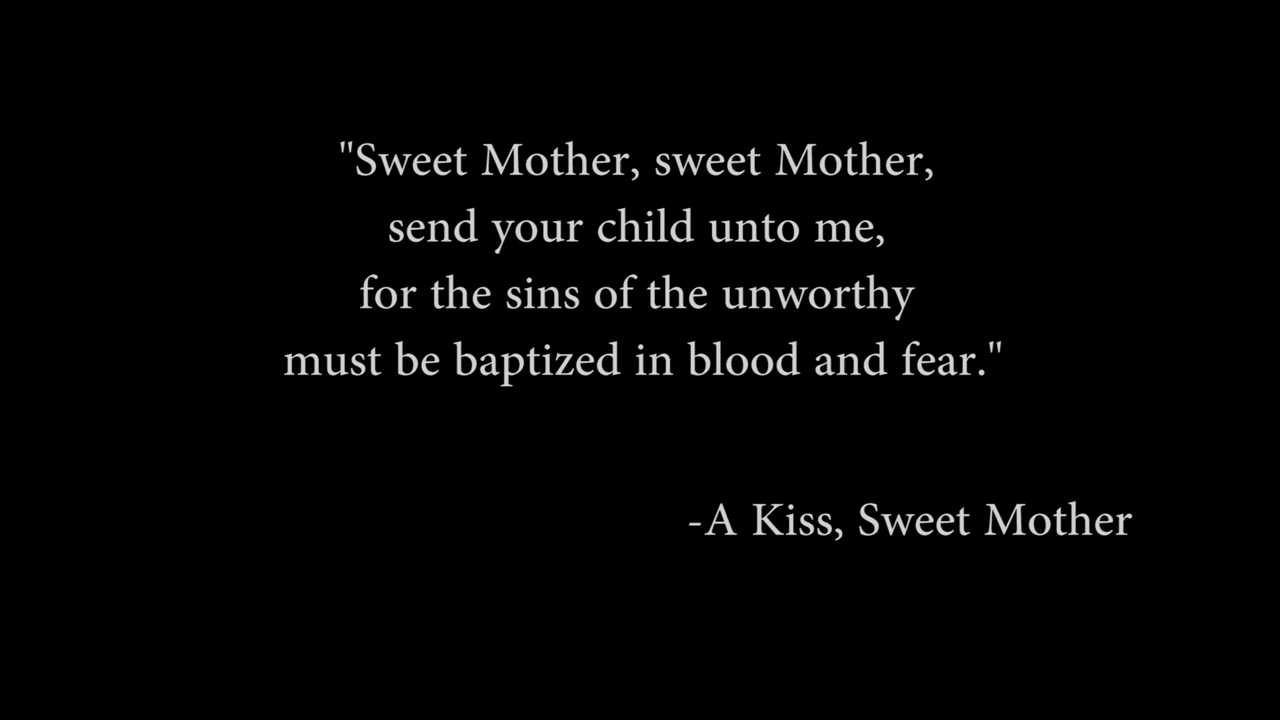 "Sweet Mother, sweet Mother,
send your child unto me,
for the sins of the unworthy
must be baptized in blood and fear."
-A Kiss, Sweet Mother